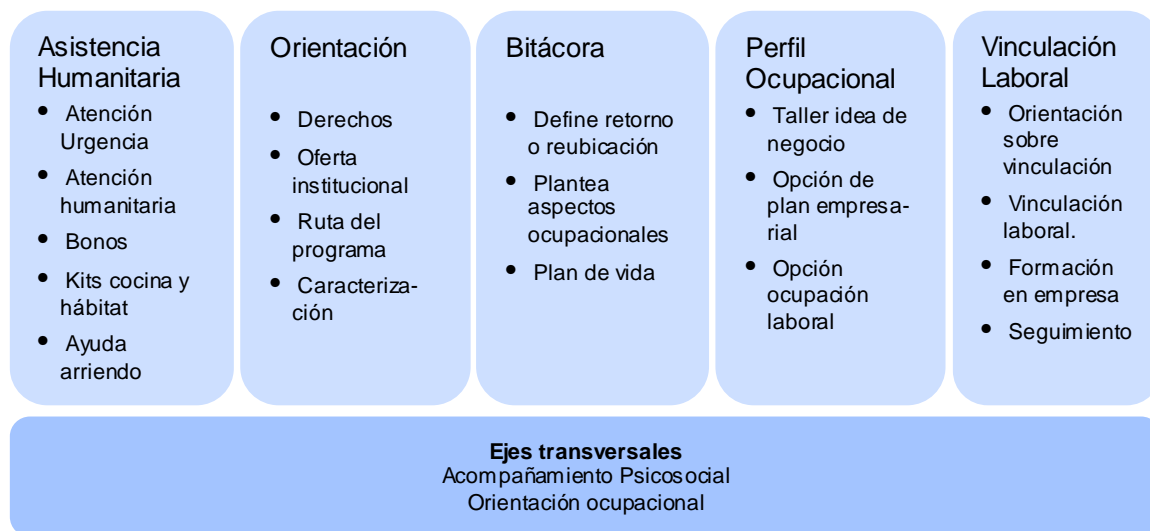 Asistencia
Humanitaria
• Atención
Urgencia
• Atención
humanitaria
• Bonos
• Kits cocina y
hábitat
• Ayuda
arriendo
Orientación
• Derechos
• Oferta
institucional
• Ruta del
programa
• Caracteriza-
ción
Bitácora
• Define retorno
o reubicación
• Plantea
aspectos
ocupacionales
• Plan de vida
Perfil
Ocupacional
• Taller idea de
negocio
• Opción de
plan empresa-
rial
• Opción
ocupación
laboral
Vinculación
Laboral
• Orientación
sobre
vinculación
• Vinculación
laboral.
• Formación
en empresa
• Seguimiento
Ejes transversales
Acompañamiento Psicosocial
Orientación ocupacional